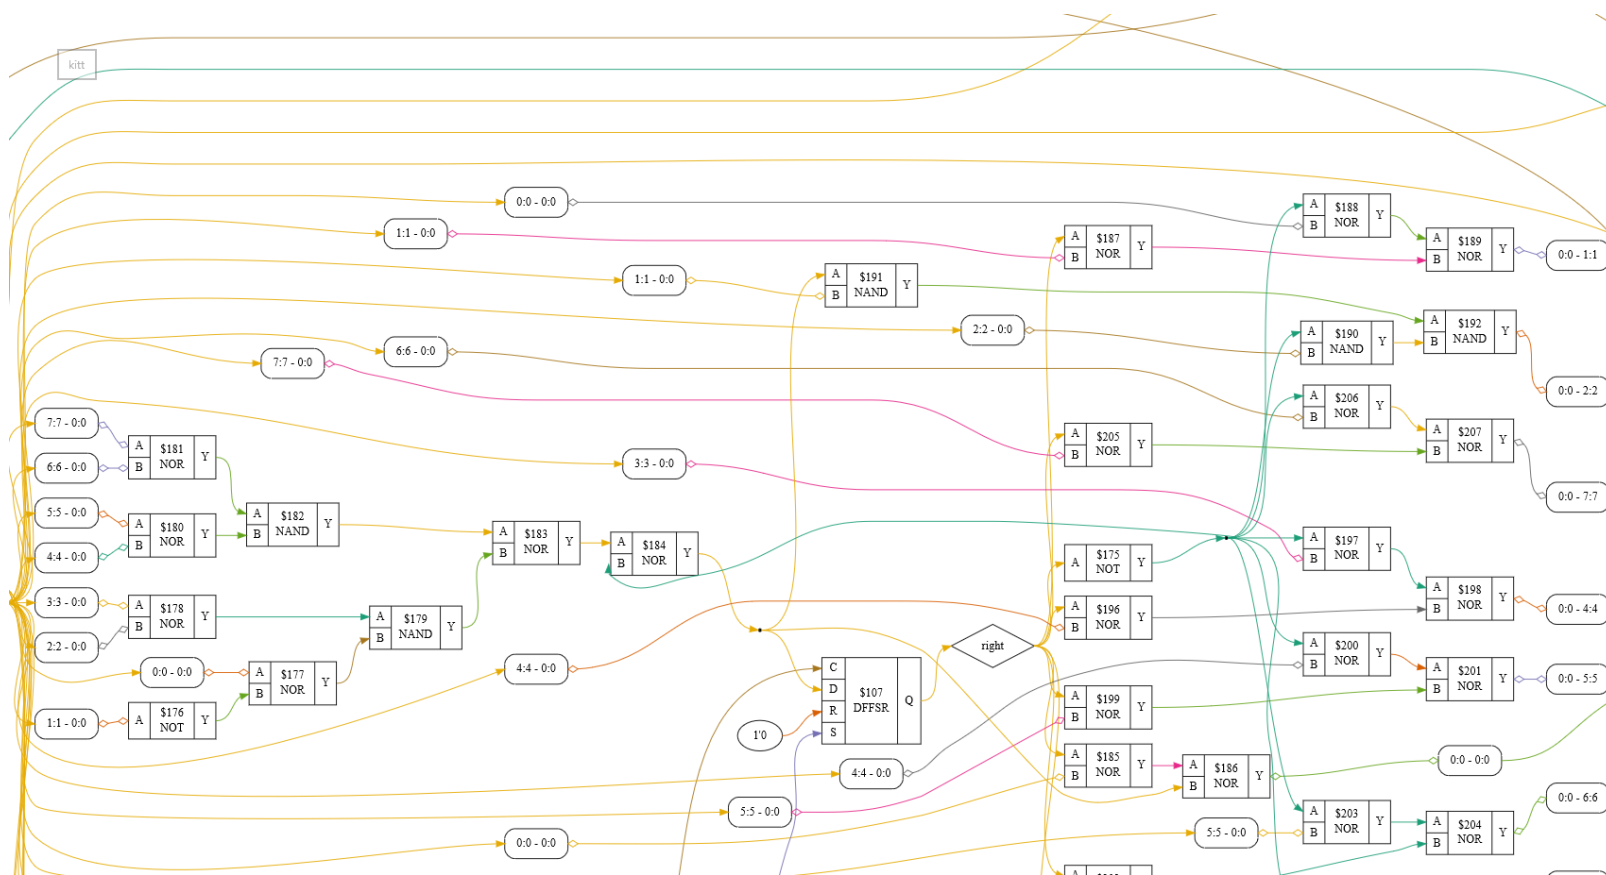 kitt
0:0 - 0:0
A
B
$188
NOR
Y
1:1 - 0:0
A
B
$187
NOR
Y
A
B
$189
NOR
Y
0:0 - 1:1
1:1 - 0:0
A
B
$191
NAND
Y
2:2 - 0:0
A
B
$190
NAND
Y
A
B
$192
NAND
Y
6:6 - 0:0
7:7 - 0:0
0:0 - 2:2
A
B
$206
NOR
Y
7:7 - 0:0
A
B
$181
NOR
Y
6:6 - 0:0
A
B
$205
NOR
Y
A
B
$207
NOR
Y
3:3 - 0:0
0:0 - 7:7
5:5 - 0:0
A
B
$180
NOR
Y
4:4 - 0:0
A
B
$182
NAND
Y
A
B
$183
NOR
Y
A
B
$184
NOR
Y
A
$175
NOT
Y
A
B
$197
NOR
Y
3:3 - 0:0
A
B
$178
NOR
Y
2:2 - 0:0
A
B
$179
NAND
Y
A
B
$196
NOR
Y
A
B
$198
NOR
Y
0:0 - 4:4
0:0 - 0:0
A
B
$177
NOR
Y
4:4 - 0:0
right
A
B
$200
NOR
Y
A
B
$201
NOR
Y
0:0 - 5:5
1:1 - 0:0
A
$176
NOT
Y
1'0
C
D
R
S
$107
DFFSR
Q
A
B
$199
NOR
Y
4:4 - 0:0
A
B
$185
NOR
Y
A
B
$186
NOR
Y
0:0 - 0:0
5:5 - 0:0
0:0 - 6:6
0:0 - 0:0
5:5 - 0:0
A
B
$203
NOR
Y
A
B
$204
NOR
Y
A
Y